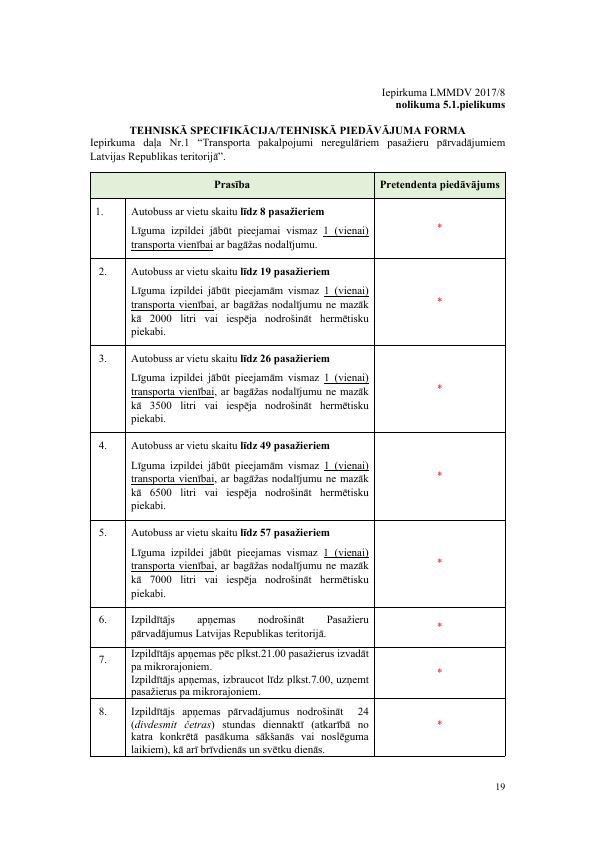 Iepirkuma LMMDV 2017/8
nolikuma 5.1.pielikums
TEHNISKĀ SPECIFIKĀCIJA/TEHNISKĀ PIEDĀVĀJUMA FORMA
Iepirkuma daļa Nr.1 “Transporta pakalpojumi neregulāriem pasažieru pārvadājumiem
Latvijas Republikas teritorijā”.
Prasība
Pretendenta piedāvājums
1.
Autobuss ar vietu skaitu līdz 8 pasažieriem
Līguma izpildei jābūt pieejamai vismaz 1 (vienai)
transporta vienībai ar bagāžas nodalījumu.
*
2.
Autobuss ar vietu skaitu līdz 19 pasažieriem
Līguma izpildei jābūt pieejamām vismaz 1 (vienai)
transporta vienībai, ar bagāžas nodalījumu ne mazāk
kā 2000 litri vai iespēja nodrošināt hermētisku
piekabi.
*
3.
Autobuss ar vietu skaitu līdz 26 pasažieriem
Līguma izpildei jābūt pieejamām vismaz 1 (vienai)
transporta vienībai, ar bagāžas nodalījumu ne mazāk
kā 3500 litri vai iespēja nodrošināt hermētisku
piekabi.
*
4.
Autobuss ar vietu skaitu līdz 49 pasažieriem
Līguma izpildei jābūt pieejamām vismaz 1 (vienai)
transporta vienībai, ar bagāžas nodalījumu ne mazāk
kā 6500 litri vai iespēja nodrošināt hermētisku
piekabi.
*
5.
Autobuss ar vietu skaitu līdz 57 pasažieriem
Līguma izpildei jābūt pieejamas vismaz 1 (vienai)
transporta vienībai, ar bagāžas nodalījumu ne mazāk
kā 7000 litri vai iespēja nodrošināt hermētisku
piekabi.
*
6.
Izpildītājs apņemas nodrošināt Pasažieru
pārvadājumus Latvijas Republikas teritorijā.
*
7.
Izpildītājs apņemas pēc plkst.21.00 pasažierus izvadāt
pa mikrorajoniem.
Izpildītājs apņemas, izbraucot līdz plkst.7.00, uzņemt
pasažierus pa mikrorajoniem.
*
8.
Izpildītājs apņemas pārvadājumus nodrošināt 24
(divdesmit četras) stundas diennaktī (atkarībā no
katra konkrētā pasākuma sākšanās vai noslēguma
laikiem), kā arī brīvdienās un svētku dienās.
*
19